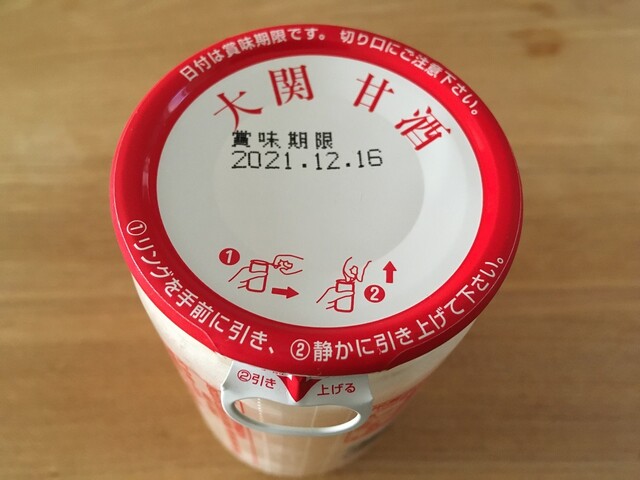 日付は賞味期限です。切り口にご注意下さい。
大関 甘酒
賞味期限
2021.12.16
1
2
①リングを手前に引き、②静かに引き上げて下さい。
②引き上げる